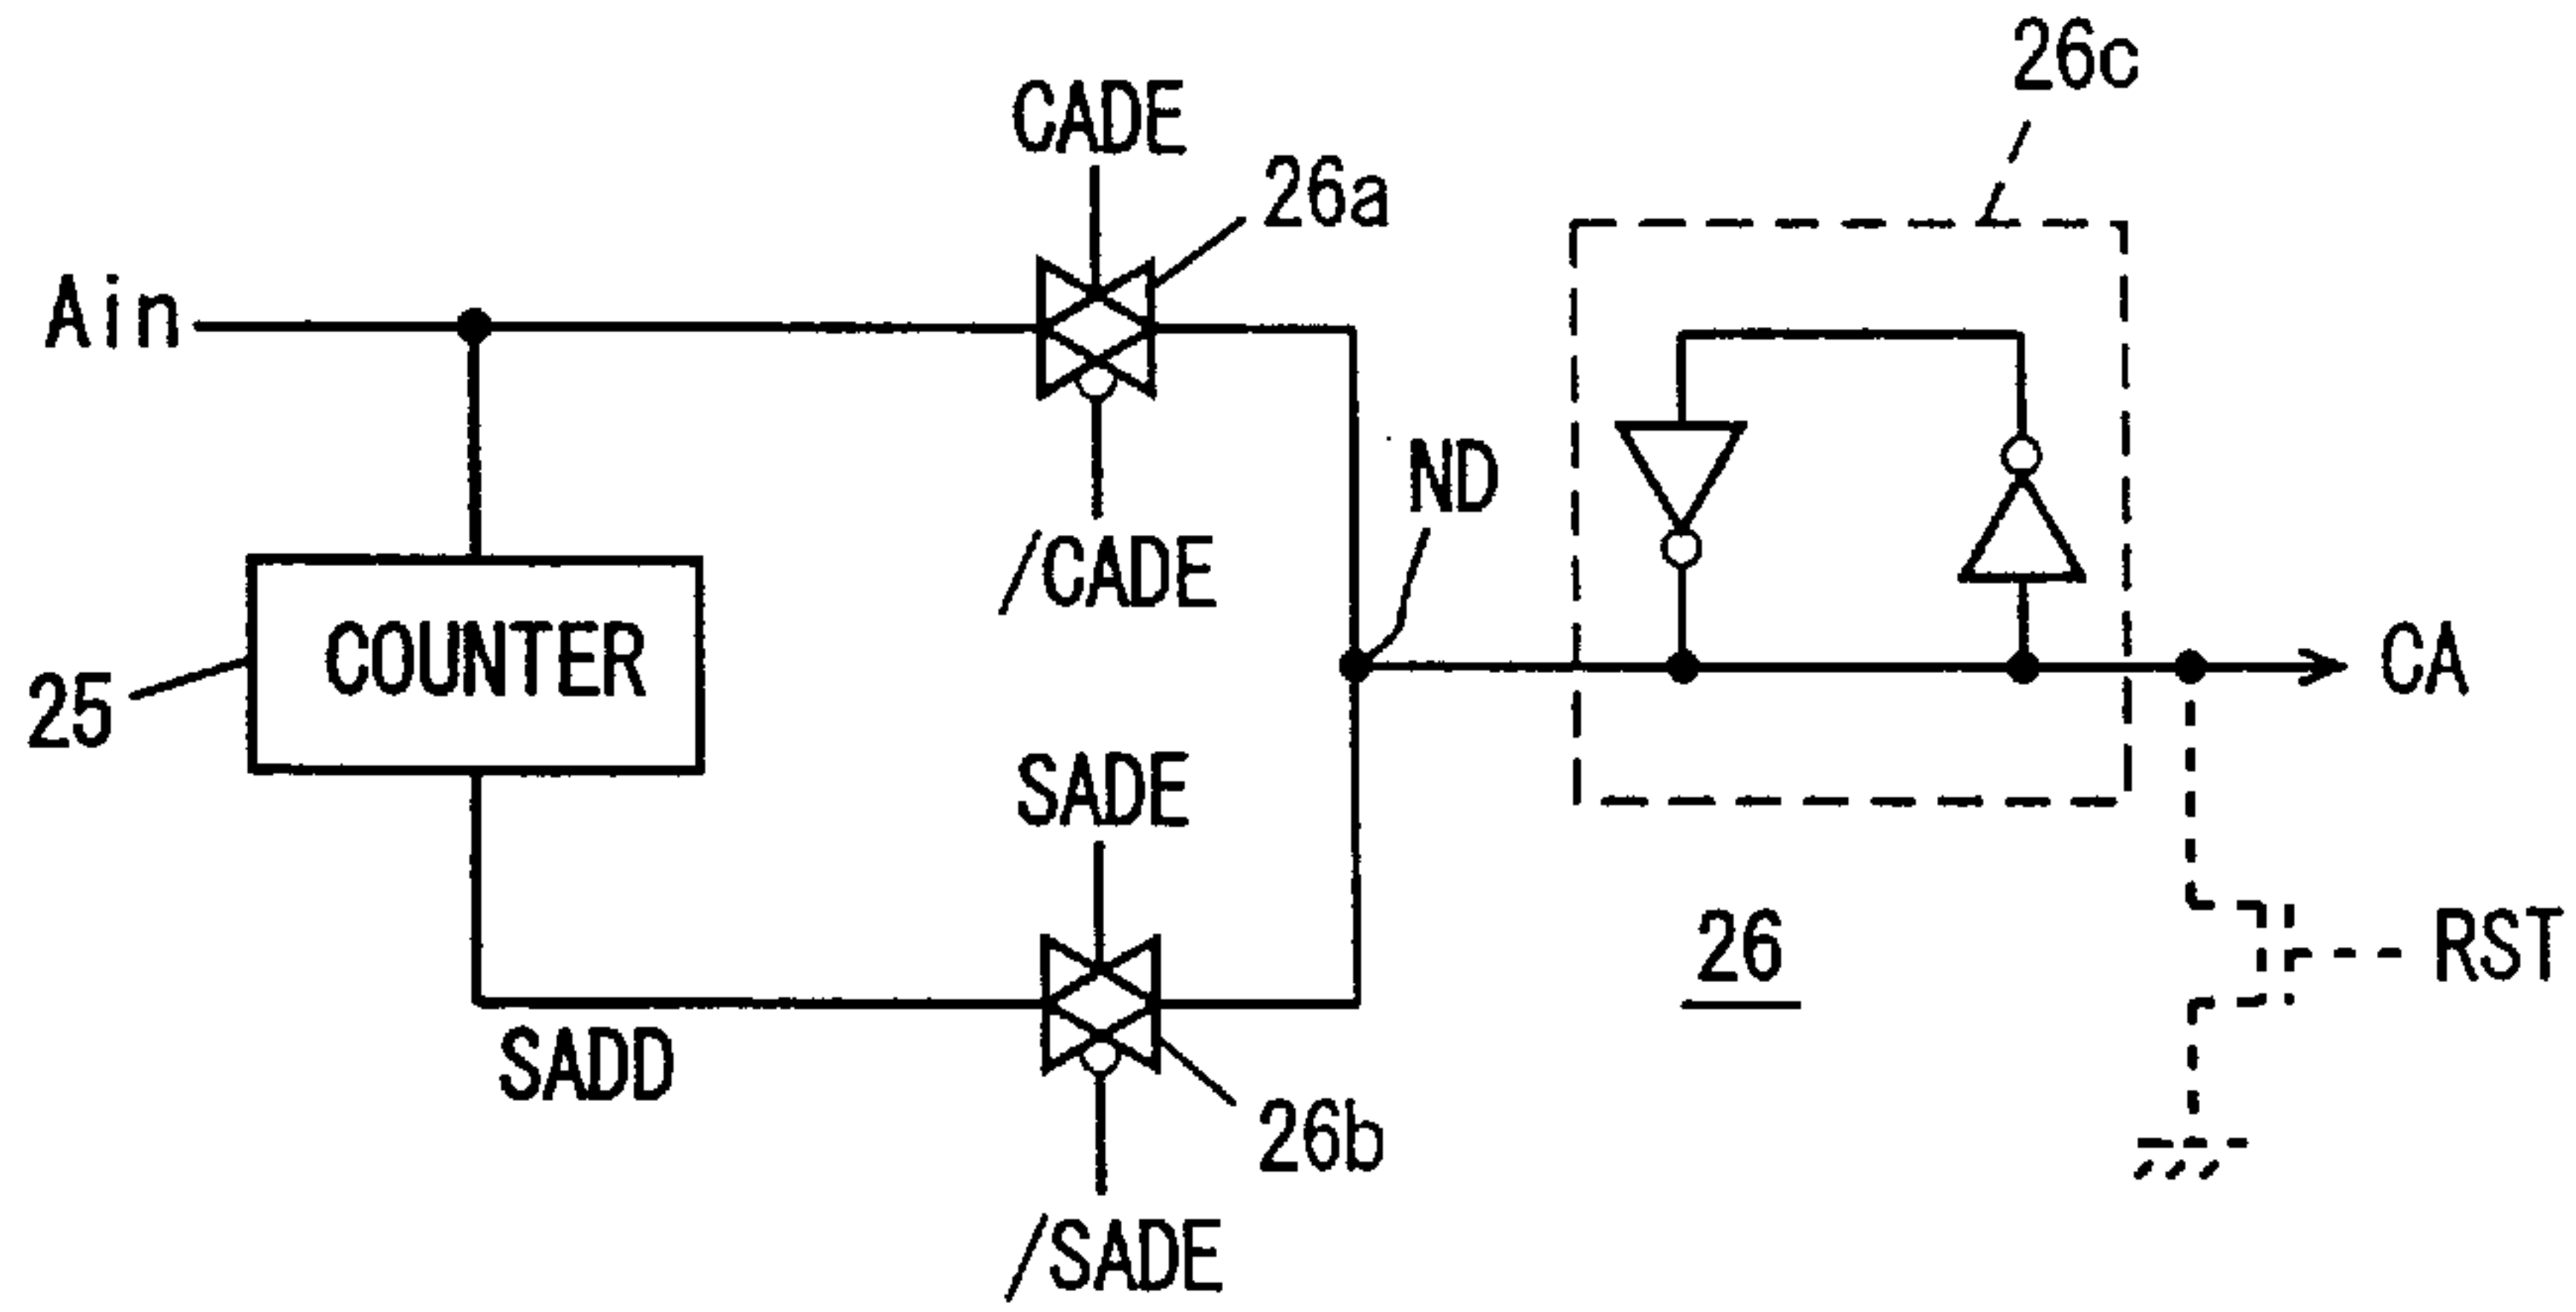 26c
CADE
26a
Ain
ND
/CADE
COUNTER
25
CA
SADE
26
RST
SADD
26b
/SADE